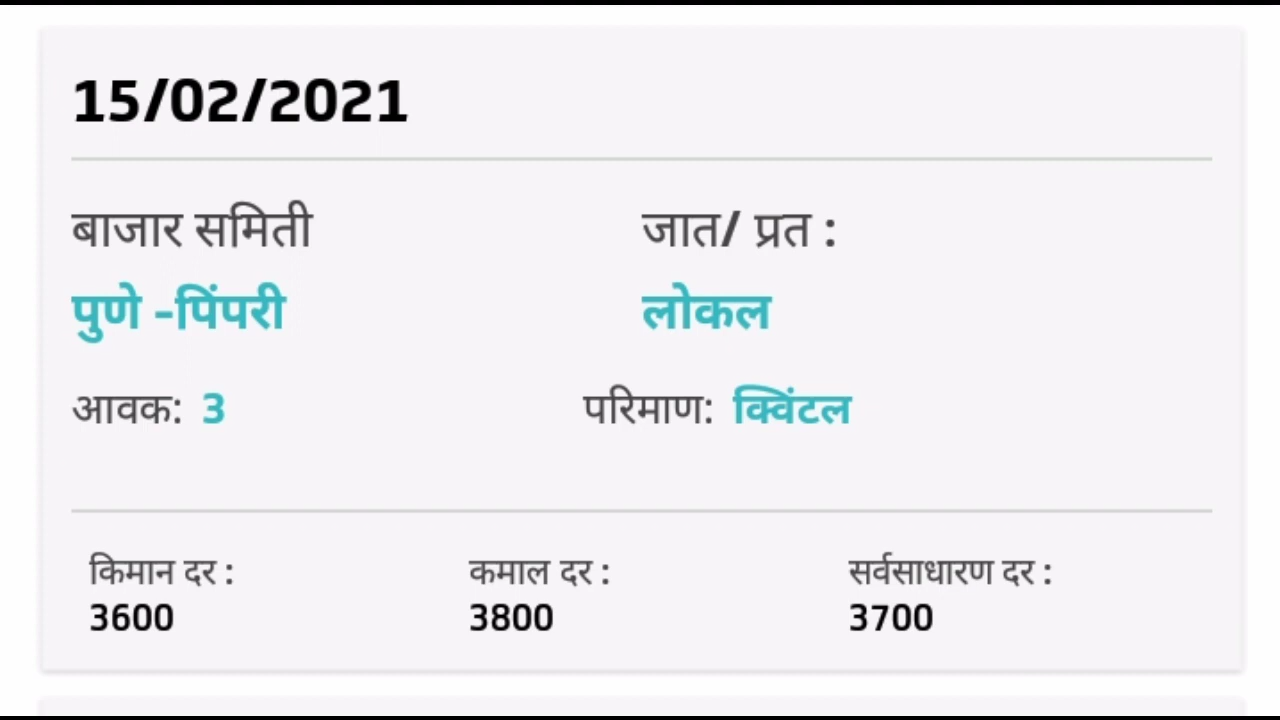 15/02/2021
बाजार समिती जात/ प्रत :
पुणे -पिंपरी लोकल
आवक: 3 परिमाण: क्विंटल
किमान दर : कमाल दर : सर्वसाधारण दर :
3600 3800 3700